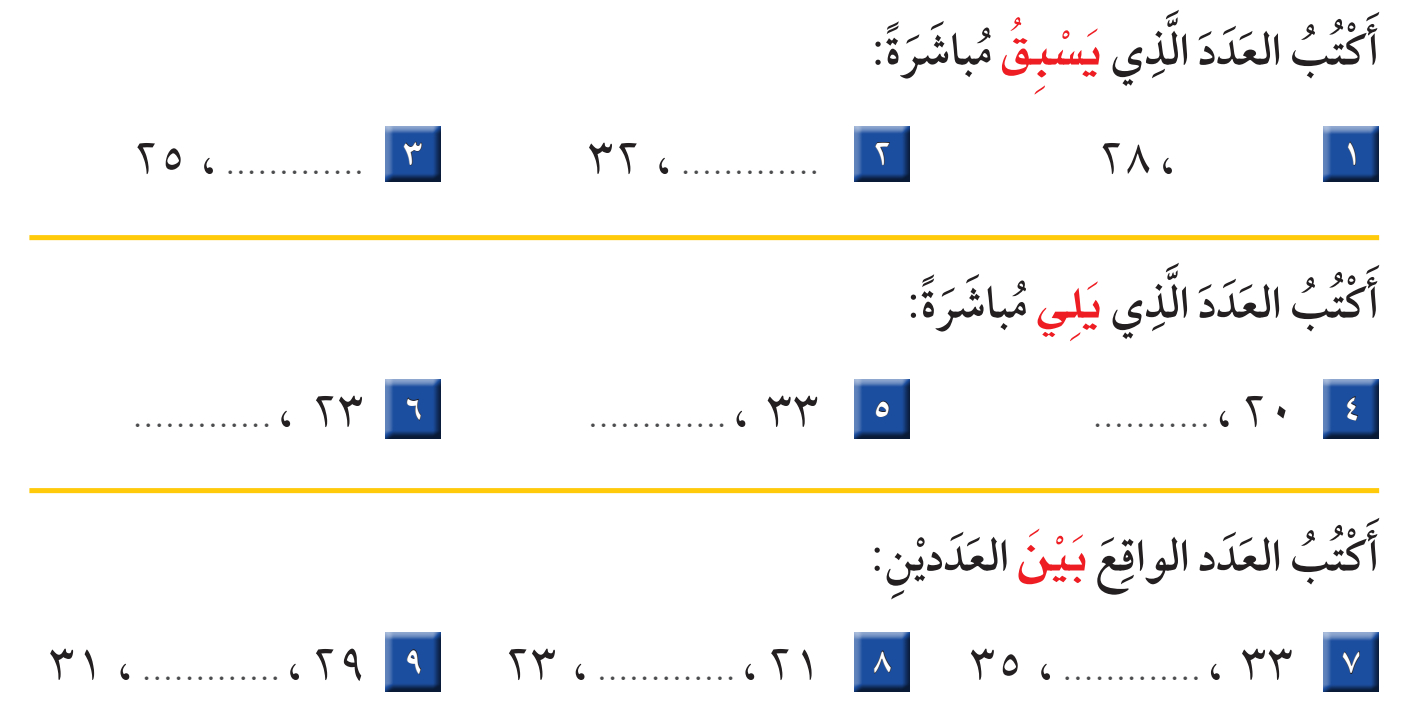 أَكْتُبُ العَدَدَ الَّذِي يَسْبِقُ مُباشَرَةً:
١ ، ٢٨ ٢ ............. ، ٣٢ ٣ ............. ، ٢٥
أَكْتُبُ العَدَدَ الَّذِي يَلِي مُباشَرَةً:
٤ ٢٠ ، ........... ٥ ٣٣ ، ............. ٦ ٢٣ ، .............
أَكْتُبُ العَدَد الواقِعَ بَيْنَ العَدَديْنِ:
٧ ٣٣ ، ............. ، ٣٥ ٨ ٢١ ، ............. ، ٢٣ ٩ ٢٩ ، ............. ، ٣١